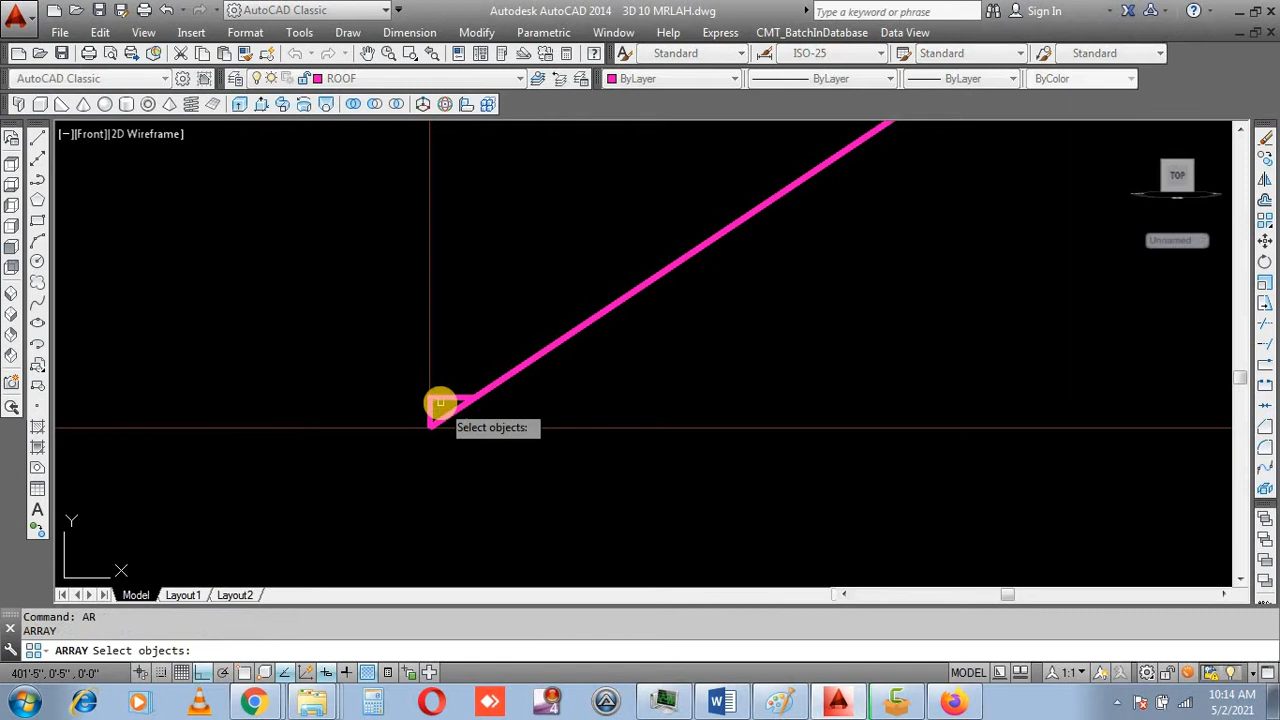 AutoCAD Classic
Autodesk AutoCAD 2014 3D 10 MRLAH.dwg
Type a keyword or phrase
Sign In
File Edit View Insert Format Tools Draw Dimension Modify Parametric Window Help Express CMT_BatchInDatabase Data View
Standard
ISO-25
Standard
Standard
AutoCAD Classic
ROOF
ByLayer
ByLayer
ByLayer
ByColor
[−][Front][2D Wireframe]
TOP
Unnamed
Select objects:
Y
X
Model Layout1 Layout2
Command: AR
ARRAY
ARRAY Select objects:
401'-5", 0'-5", 0'-0"
MODEL
1:1
10:14 AM
5/2/2021